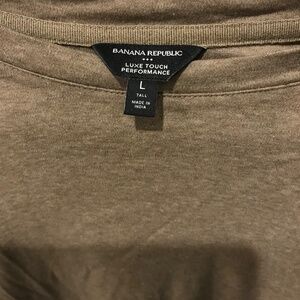 BANANA REPUBLIC
LUXE TOUCH
PERFORMANCE
L
TALL
MADE IN
INDIA